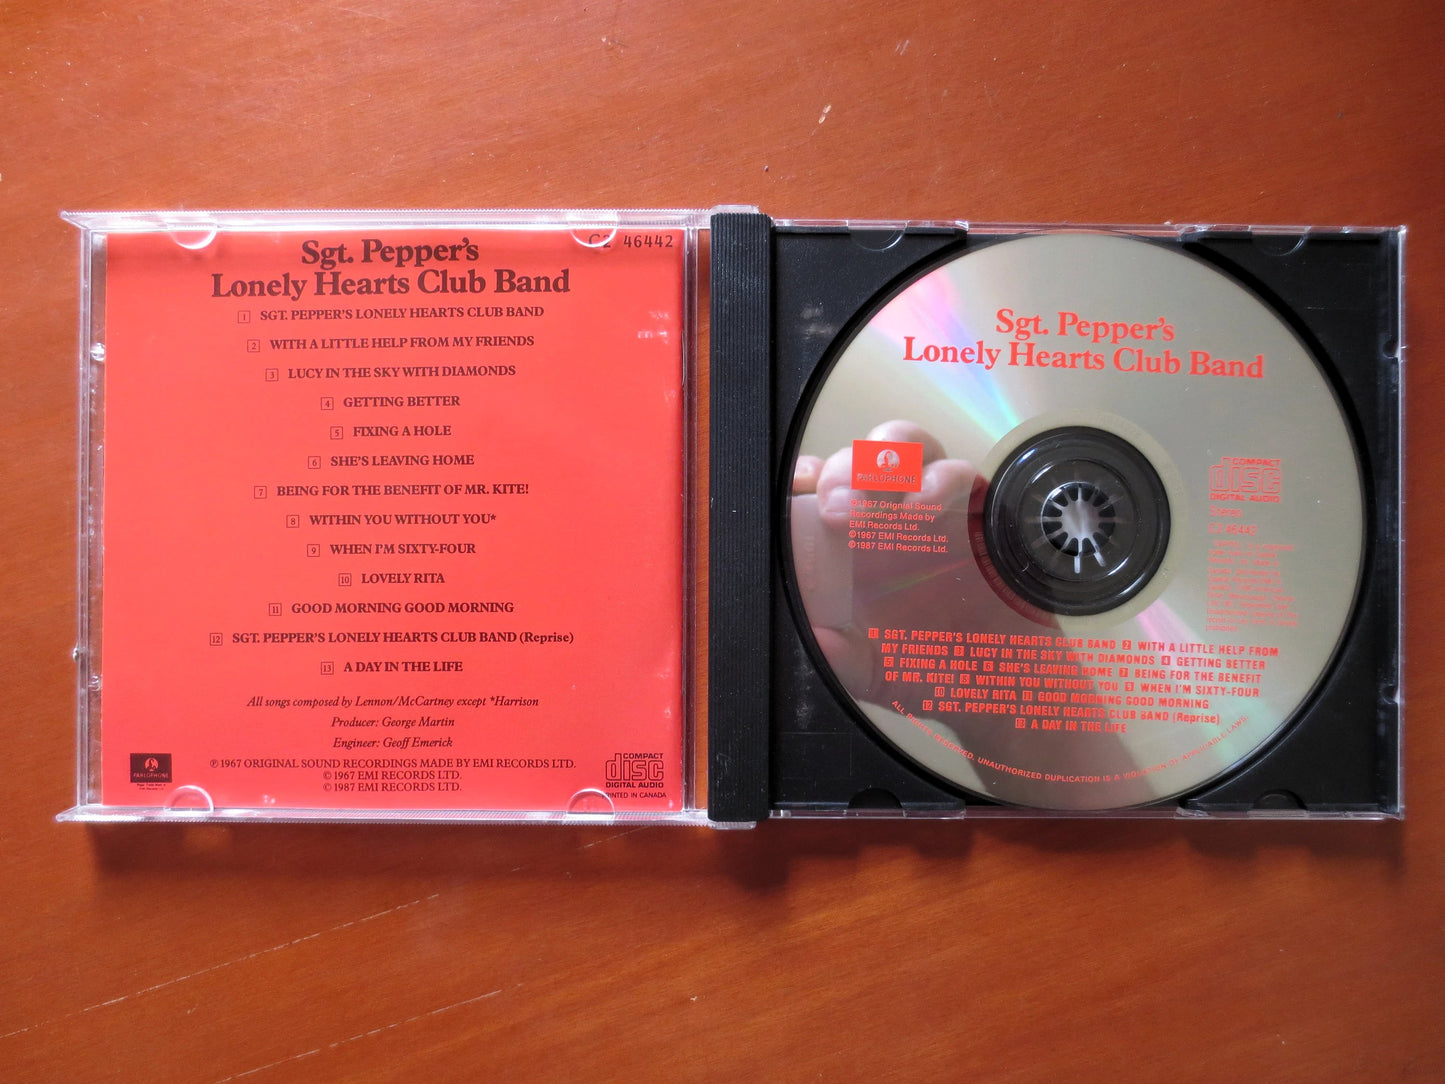 C2 46442
Sgt. Pepper's
Lonely Hearts Club Band
1 SGT. PEPPER'S LONELY HEARTS CLUB BAND
2 WITH A LITTLE HELP FROM MY FRIENDS
3 LUCY IN THE SKY WITH DIAMONDS
4 GETTING BETTER
5 FIXING A HOLE
6 SHE'S LEAVING HOME
7 BEING FOR THE BENEFIT OF MR. KITE!
8 WITHIN YOU WITHOUT YOU*
9 WHEN I'M SIXTY-FOUR
10 LOVELY RITA
11 GOOD MORNING GOOD MORNING
12 SGT. PEPPER'S LONELY HEARTS CLUB BAND (Reprise)
13 A DAY IN THE LIFE
All songs composed by Lennon/McCartney except *Harrison
Producer: George Martin
Engineer: Geoff Emerick
℗ 1967 ORIGINAL SOUND RECORDINGS MADE BY EMI RECORDS LTD.
© 1967 EMI RECORDS LTD.
© 1987 EMI RECORDS LTD.
PARLOPHONE
COMPACT
disc
DIGITAL AUDIO
PRINTED IN CANADA
Sgt. Pepper's
Lonely Hearts Club Band
PARLOPHONE
℗1967 Orignial Sound
Recordings Made by
EMI Records Ltd.
©1967 EMI Records Ltd.
©1987 EMI Records Ltd.
COMPACT
disc
DIGITAL AUDIO
Stereo
C2 46442
1 SGT. PEPPER'S LONELY HEARTS CLUB BAND 2 WITH A LITTLE HELP FROM
MY FRIENDS 3 LUCY IN THE SKY WITH DIAMONDS 4 GETTING BETTER
5 FIXING A HOLE 6 SHE'S LEAVING HOME 7 BEING FOR THE BENEFIT
OF MR. KITE! 8 WITHIN YOU WITHOUT YOU 9 WHEN I'M SIXTY-FOUR
10 LOVELY RITA 11 GOOD MORNING GOOD MORNING
12 SGT. PEPPER'S LONELY HEARTS CLUB BAND (Reprise)
13 A DAY IN THE LIFE
ALL RIGHTS RESERVED. UNAUTHORIZED DUPLICATION IS A VIOLATION OF APPLICABLE LAWS.